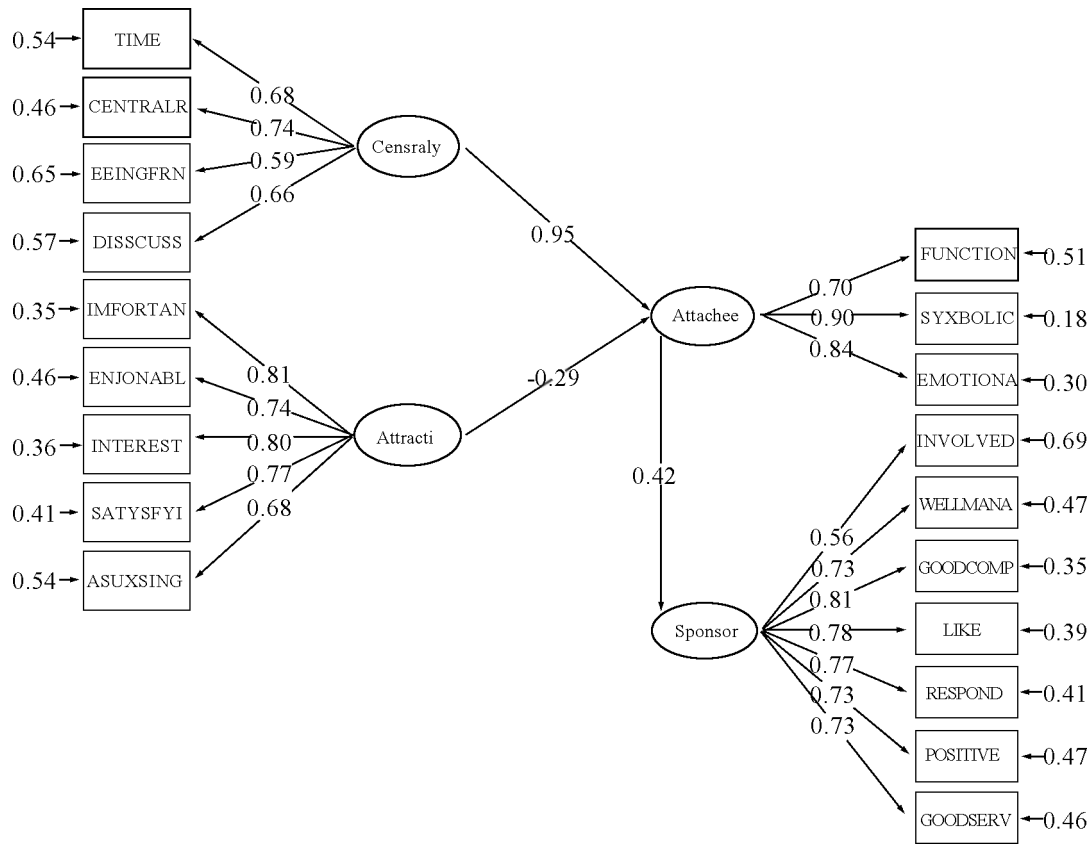 0.54 TIME
0.68
0.46 CENTRALR
0.74
Censraly
0.65 EEINGFRN
0.59
0.66
0.57 DISSCUSS
0.95
0.35 IMFORTAN
0.81
0.46 ENJONABL
0.74
-0.29
0.36 INTEREST
0.80
Attracti
0.77
0.41 SATYSFYI
0.68
0.54 ASUXSING
FUNCTION 0.51
0.70
Attachee
0.90
SYXBOLIC 0.18
0.84
EMOTIONA 0.30
0.42
INVOLVED 0.69
0.56
WELLMANA 0.47
0.73
GOODCOMP 0.35
0.81
Sponsor
0.78
LIKE 0.39
0.77
RESPOND 0.41
0.73
POSITIVE 0.47
0.73
GOODSERV 0.46